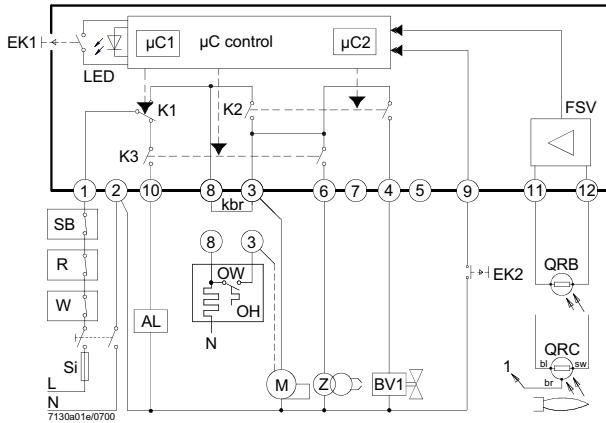 µC1
µC control
µC2
EK1
LED
FSV
K1
K2
K3
1
2
10
8
3
6
7
4
5
9
11
12
kbr
SB
R
W
Si
L
N
7130a01e/0700
AL
8
3
OW
OH
N
M
Z
BV1
EK2
QRB
QRC
1
bl
sw
br